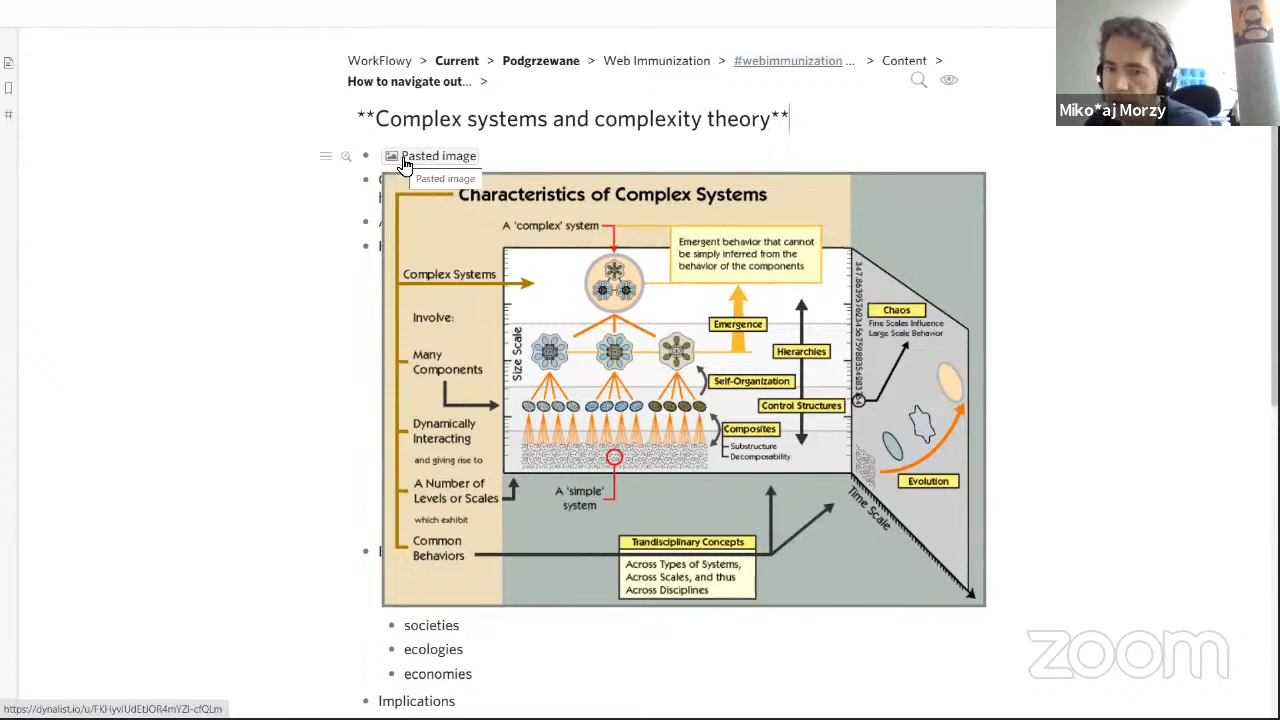 WorkFlowy > Current > Podgrzewane > Web Immunization > #webimmunization ... > Content >
How to navigate out... >
**Complex systems and complexity theory**
Miko*aj Morzy
Pasted image
Pasted image
Characteristics of Complex Systems
A 'complex' system
Emergent behavior that cannot
be simply inferred from the
behavior of the components
Complex Systems
Involve:
Many
Components
Dynamically
Interacting
and giving rise to
A Number of
Levels or Scales
which exhibit
Common
Behaviors
Size Scale
Emergence
Hierarchies
Self-Organization
Control Structures
Composites
Substructure
Decomposability
A 'simple'
system
Chaos
Fine Scales Influence
Large Scale Behavior
Evolution
Time Scale
Trandisciplinary Concepts
Across Types of Systems,
Across Scales, and thus
Across Disciplines
societies
ecologies
economies
Implications
zoom